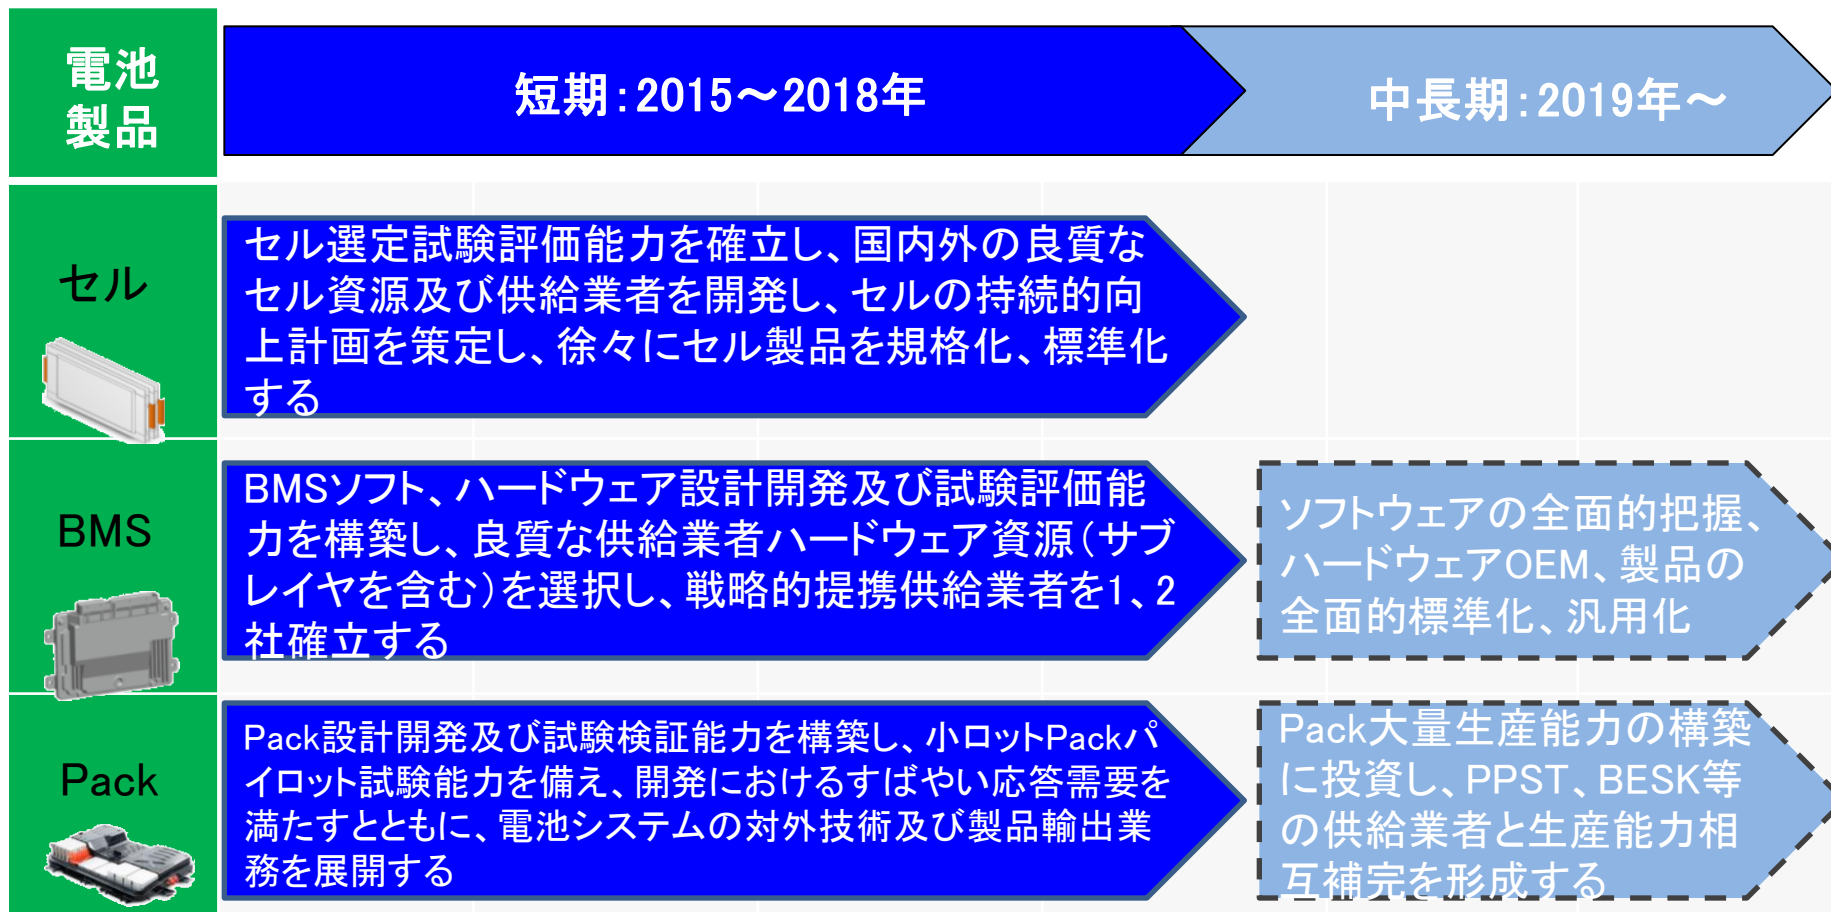 電池
製品
短期：2015～2018年
中長期：2019年～
セル
セル選定試験評価能力を確立し、国内外の良質な
セル資源及び供給業者を開発し、セルの持続的向
上計画を策定し、徐々にセル製品を規格化、標準化
する
BMS
BMSソフト、ハードウェア設計開発及び試験評価能
力を構築し、良質な供給業者ハードウェア資源（サブ
レイヤを含む）を選択し、戦略的提携供給業者を1、2
社確立する
ソフトウェアの全面的把握、
ハードウェアOEM、製品の
全面的標準化、汎用化
Pack
Pack設計開発及び試験検証能力を構築し、小ロットPackパ
イロット試験能力を備え、開発におけるすばやい応答需要を
満たすとともに、電池システムの対外技術及び製品輸出業
務を展開する
Pack大量生産能力の構築
に投資し、PPST、BESK等
の供給業者と生産能力相
互補完を形成する